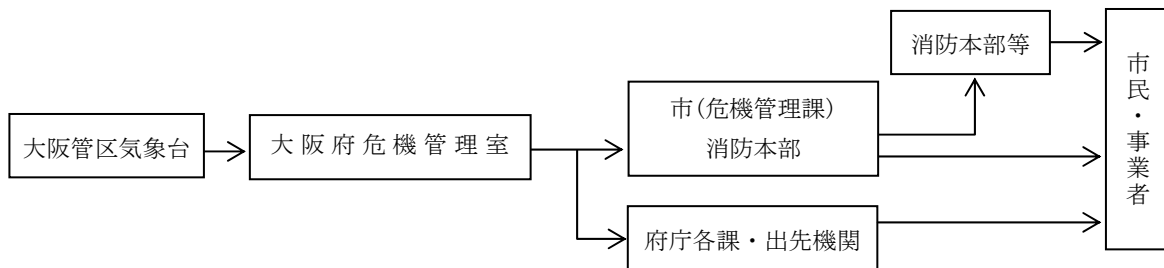 大阪管区気象台
大阪府危機管理室
市(危機管理課)
消防本部
府庁各課・出先機関
消防本部等
市民・事業者